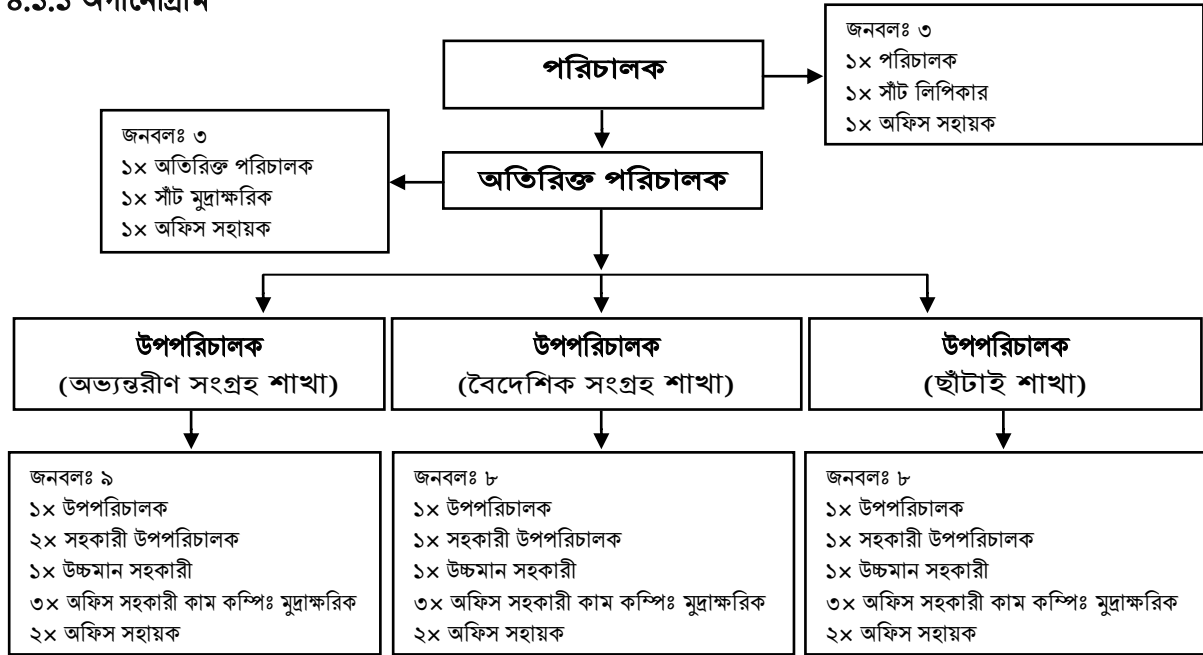 ৪.১.১ অর্গানোগ্রাম
পরিচালক
জনবলঃ ৩
১× পরিচালক
১× সাঁট লিপিকার
১× অফিস সহায়ক
অতিরিক্ত পরিচালক
জনবলঃ ৩
১× অতিরিক্ত পরিচালক
১× সাঁট মুদ্রাক্ষরিক
১× অফিস সহায়ক
উপপরিচালক
(অভ্যন্তরীণ সংগ্রহ শাখা)
উপপরিচালক
(বৈদেশিক সংগ্রহ শাখা)
উপপরিচালক
(ছাঁটাই শাখা)
জনবলঃ ৯
১× উপপরিচালক
২× সহকারী উপপরিচালক
১× উচ্চমান সহকারী
৩× অফিস সহকারী কাম কম্পিঃ মুদ্রাক্ষরিক
২× অফিস সহায়ক
জনবলঃ ৮
১× উপপরিচালক
১× সহকারী উপপরিচালক
১× উচ্চমান সহকারী
৩× অফিস সহকারী কাম কম্পিঃ মুদ্রাক্ষরিক
২× অফিস সহায়ক
জনবলঃ ৮
১× উপপরিচালক
১× সহকারী উপপরিচালক
১× উচ্চমান সহকারী
৩× অফিস সহকারী কাম কম্পিঃ মুদ্রাক্ষরিক
২× অফিস সহায়ক